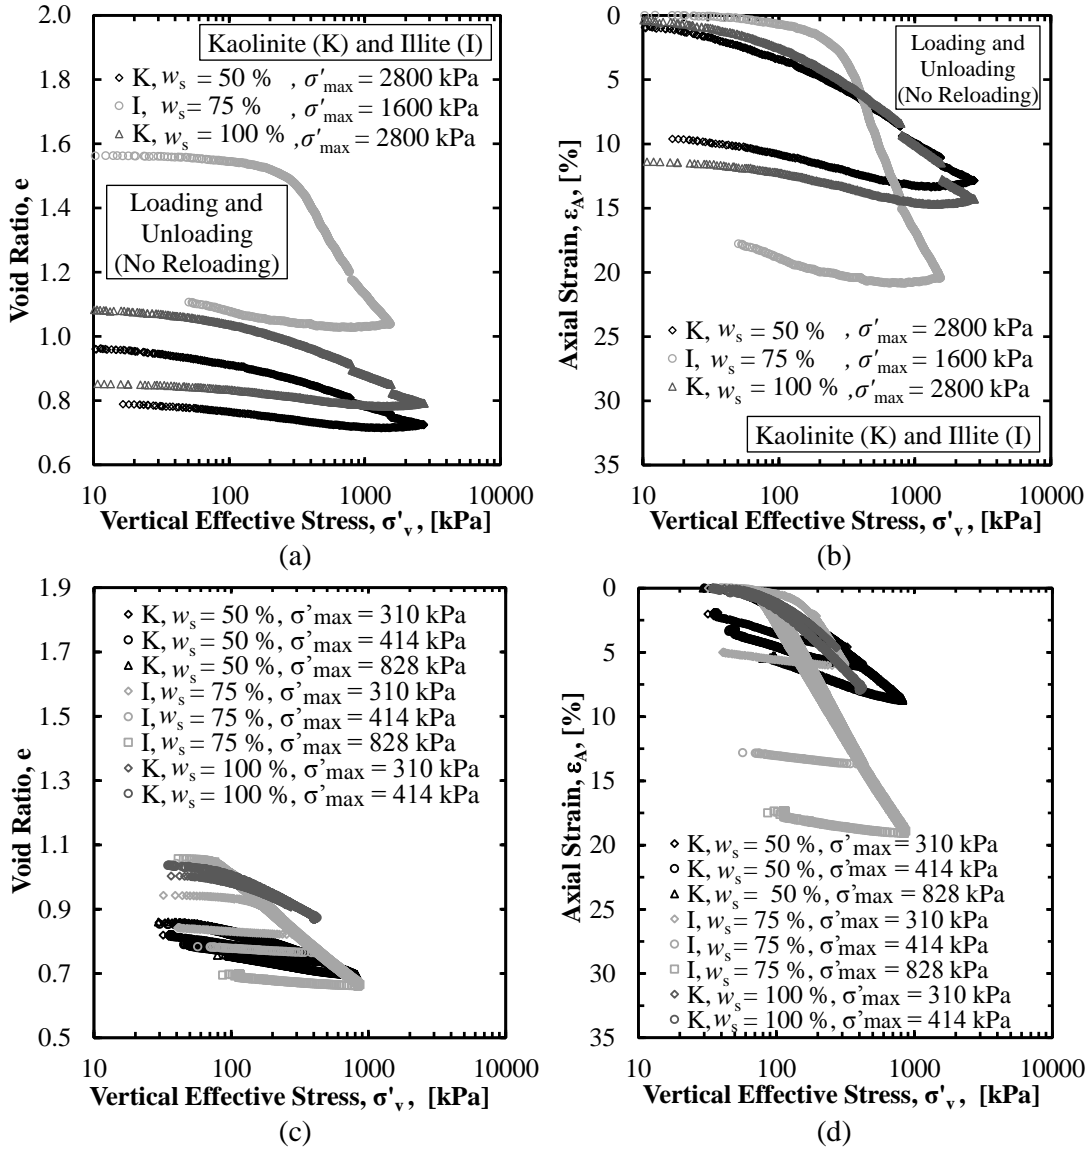 2.0
1.8
1.6
1.4
1.2
1.0
0.8
0.6
Void Ratio, e
Kaolinite (K) and Illite (I)
K, ws = 50 % , σ'max = 2800 kPa
I, ws = 75 % , σ'max = 1600 kPa
K, ws = 100 % ,σ'max = 2800 kPa
Loading and
Unloading
(No Reloading)
10 100 1000 10000
Vertical Effective Stress, σ'v , [kPa]
(a)
0
5
10
15
20
25
30
35
Axial Strain, εA, [%]
Loading and
Unloading
(No Reloading)
K, ws = 50 % , σ'max = 2800 kPa
I, ws = 75 % , σ'max = 1600 kPa
K, ws = 100 % ,σ'max = 2800 kPa
Kaolinite (K) and Illite (I)
10 100 1000 10000
Vertical Effective Stress, σ'v , [kPa]
(b)
1.9
1.7
1.5
1.3
1.1
0.9
0.7
0.5
Void Ratio, e
K, ws = 50 %, σ’max = 310 kPa
K, ws = 50 %, σ’max = 414 kPa
K, ws = 50 %, σ’max = 828 kPa
I, ws = 75 %, σ’max = 310 kPa
I, ws = 75 %, σ’max = 414 kPa
I, ws = 75 %, σ’max = 828 kPa
K, ws = 100 %, σ’max = 310 kPa
K, ws = 100 %, σ’max = 414 kPa
10 100 1000 10000
Vertical Effective Stress, σ'v , [kPa]
(c)
0
5
10
15
20
25
30
35
Axial Strain, εA, [%]
K, ws = 50 %, σ’max = 310 kPa
K, ws = 50 %, σ’max = 414 kPa
K, ws = 50 %, σ’max = 828 kPa
I, ws = 75 %, σ’max = 310 kPa
I, ws = 75 %, σ’max = 414 kPa
I, ws = 75 %, σ’max = 828 kPa
K, ws = 100 %, σ’max = 310 kPa
K, ws = 100 %, σ’max = 414 kPa
10 100 1000 10000
Vertical Effective Stress, σ'v , [kPa]
(d)